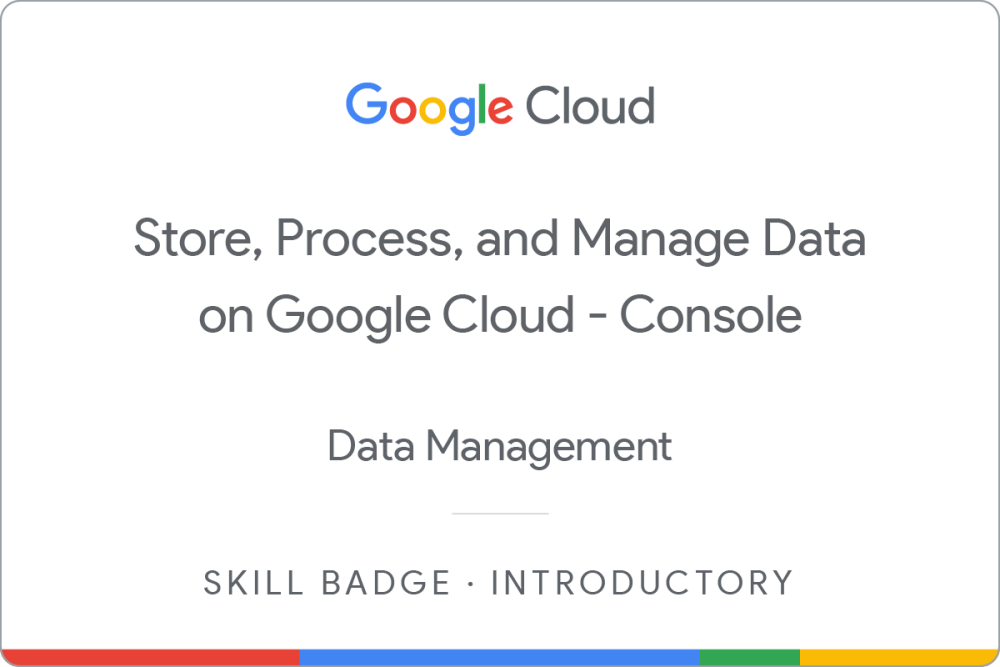 Google Cloud
Store, Process, and Manage Data
on Google Cloud - Console
Data Management
SKILL BADGE · INTRODUCTORY